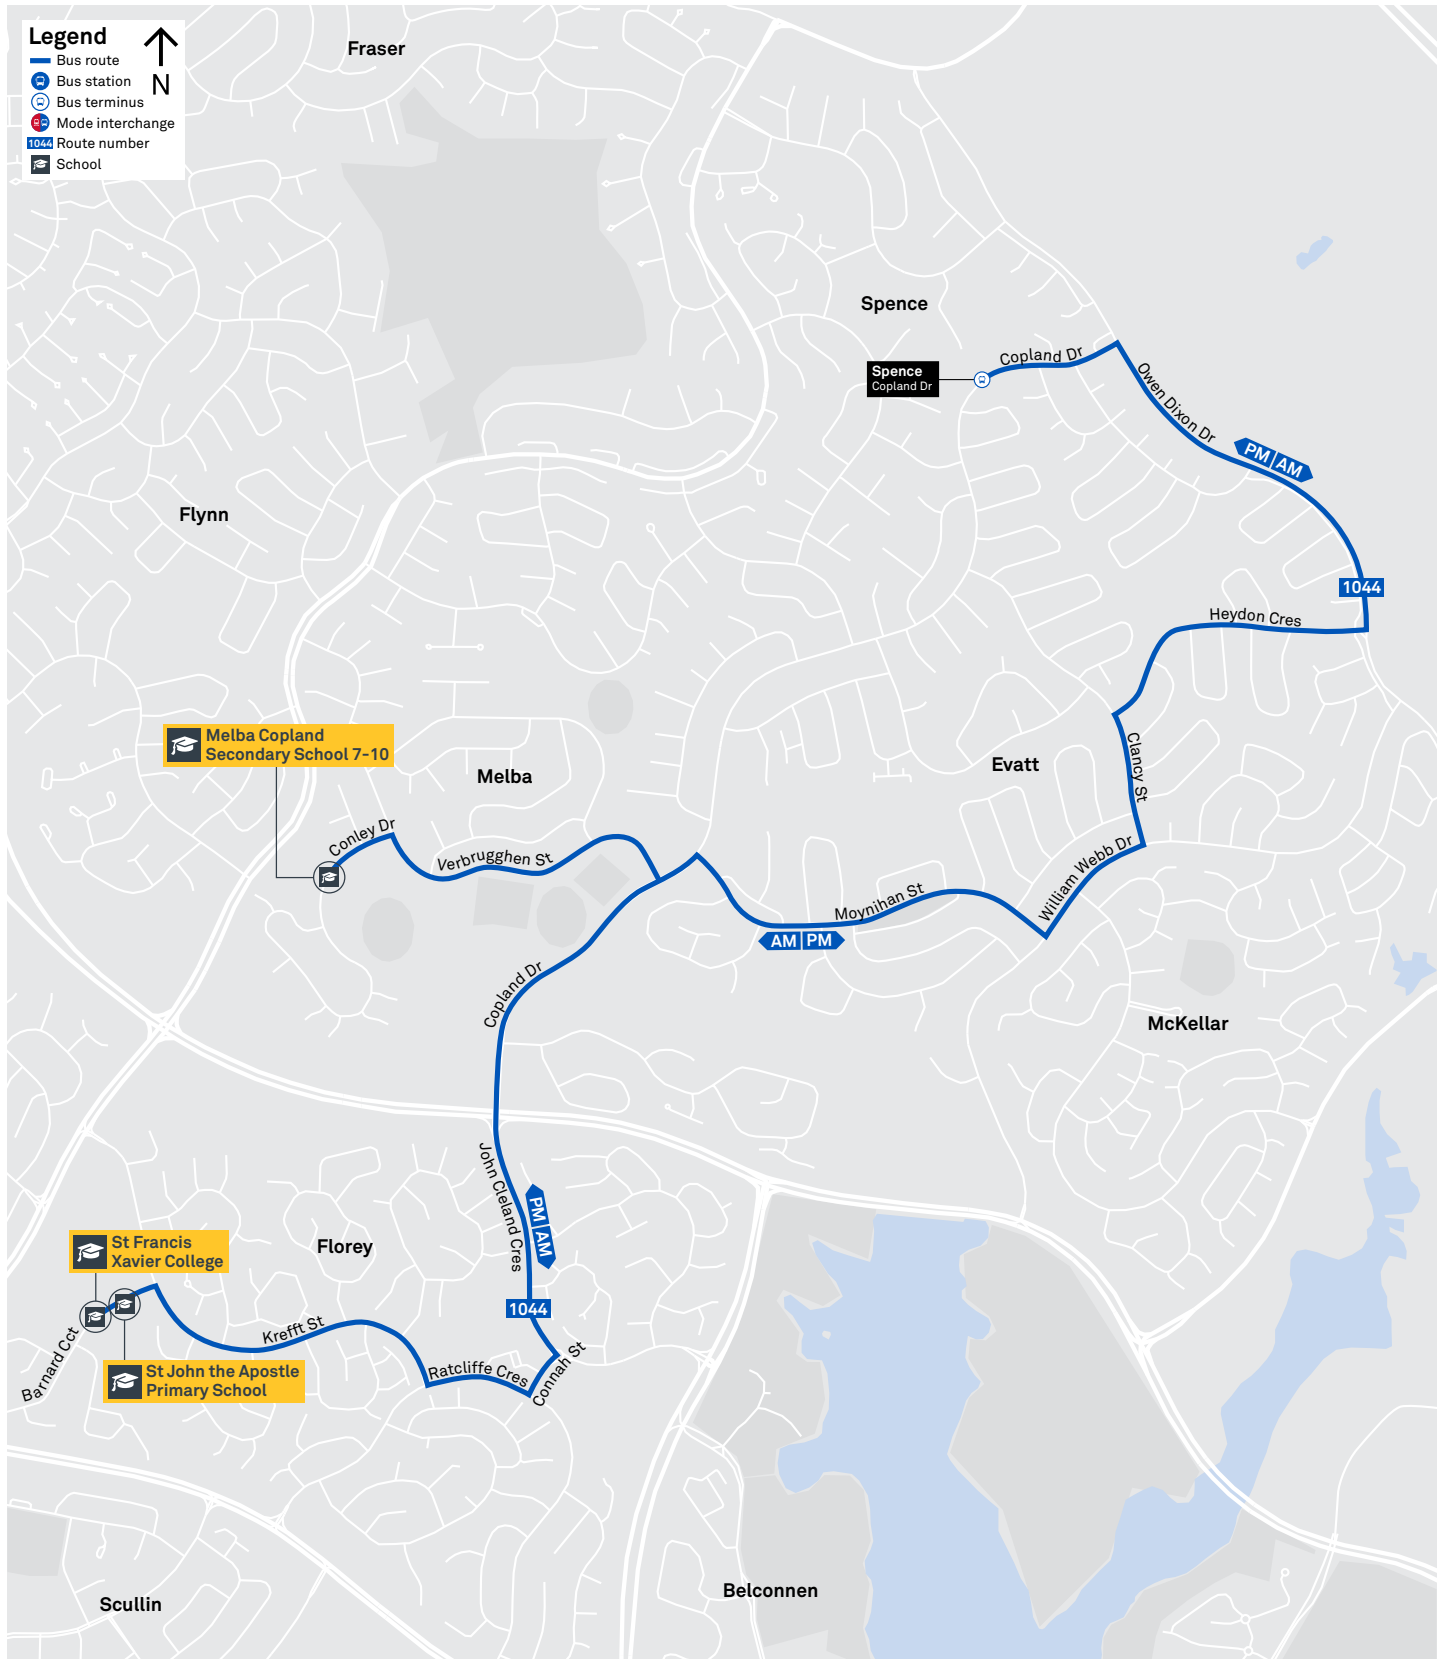 Legend
N
Bus route
Bus station
Bus terminus
Mode interchange
1044 Route number
School
Fraser
Spence
Spence
Copland Dr
Copland Dr
Owen Dixon Dr
PM AM
Flynn
1044
Heydon Cres
Melba Copland
Secondary School 7-10
Melba
Evatt
Clancy St
Conley Dr
Verbrugghen St
William Webb Dr
Moynihan St
AM PM
Copland Dr
McKellar
John Cleland Cres
PM AM
St Francis
Xavier College
Florey
1044
Krefft St
Barnard Cct
St John the Apostle
Primary School
Ratcliffe Cres
Connah St
Belconnen
Scullin